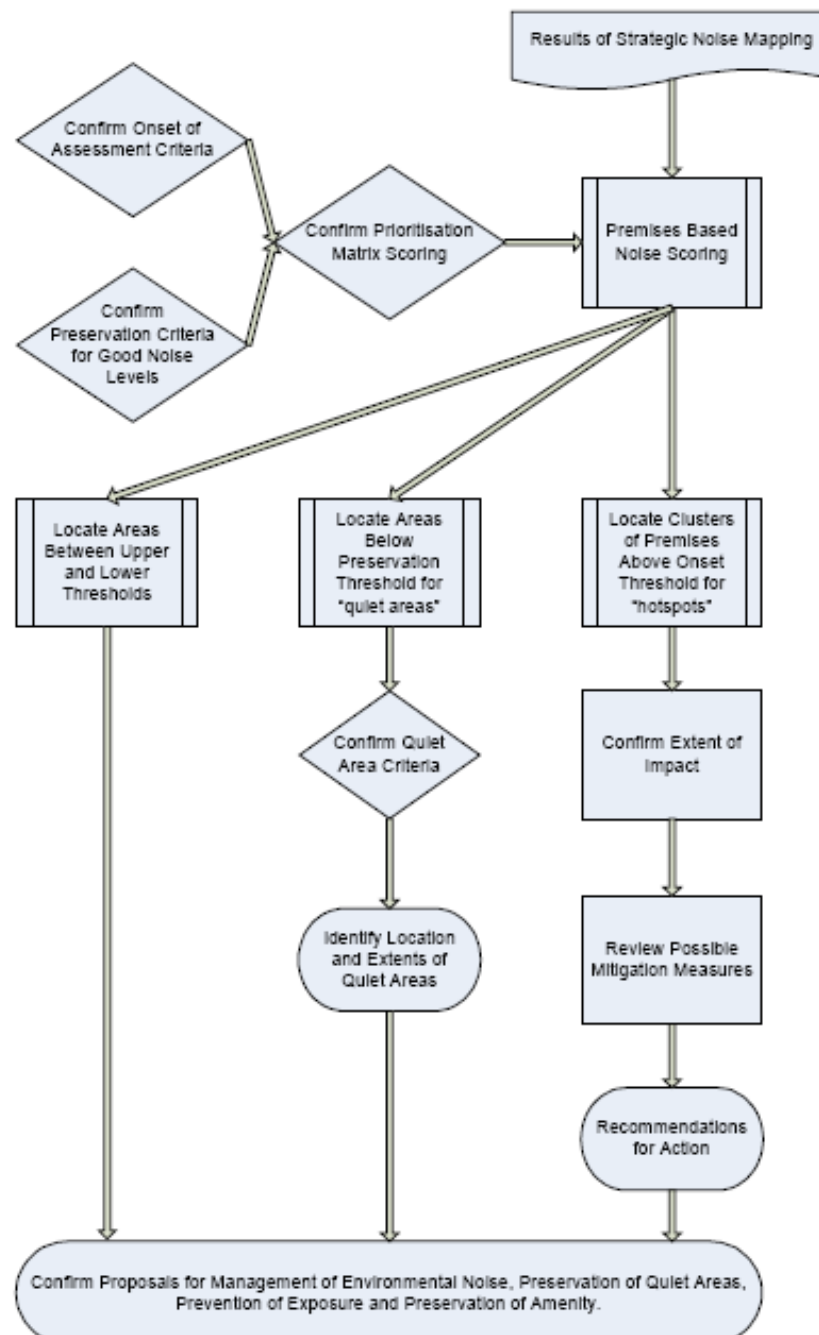 Results of Strategic Noise Mapping
Confirm Onset of
Assessment Criteria
Confirm Prioritisation
Matrix Scoring
Premises Based
Noise Scoring
Confirm
Preservation Criteria
for Good Noise
Levels
Locate Areas
Between Upper
and Lower
Thresholds
Locate Areas
Below
Preservation
Threshold for
"quiet areas"
Locate Clusters
of Premises
Above Onset
Threshold for
"hotspots"
Confirm Quiet
Area Criteria
Confirm Extent of
Impact
Identify Location
and Extents of
Quiet Areas
Review Possible
Mitigation Measures
Recommendations
for Action
Confirm Proposals for Management of Environmental Noise, Preservation of Quiet Areas,
Prevention of Exposure and Preservation of Amenity.